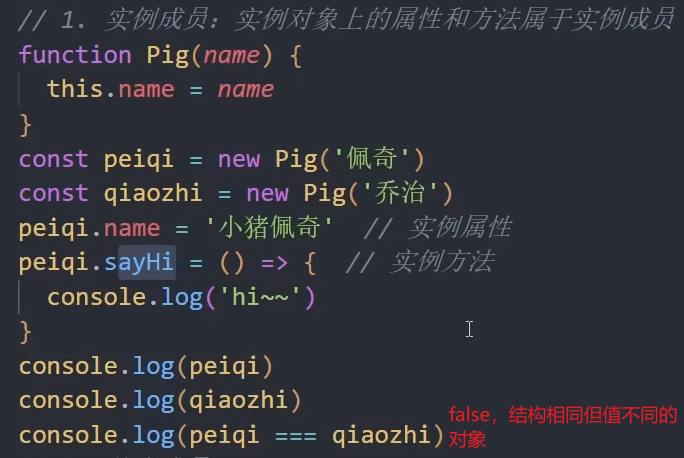 // 1. 实例成员：实例对象上的属性和方法属于实例成员
function Pig(name) {
  this.name = name
}
const peiqi = new Pig('佩奇')
const qiaozhi = new Pig('乔治')
peiqi.name = '小猪佩奇'  // 实例属性
peiqi.sayHi = () => {  // 实例方法
  console.log('hi~~')
}
console.log(peiqi)
console.log(qiaozhi)
console.log(peiqi === qiaozhi)
false，结构相同但值不同的
对象